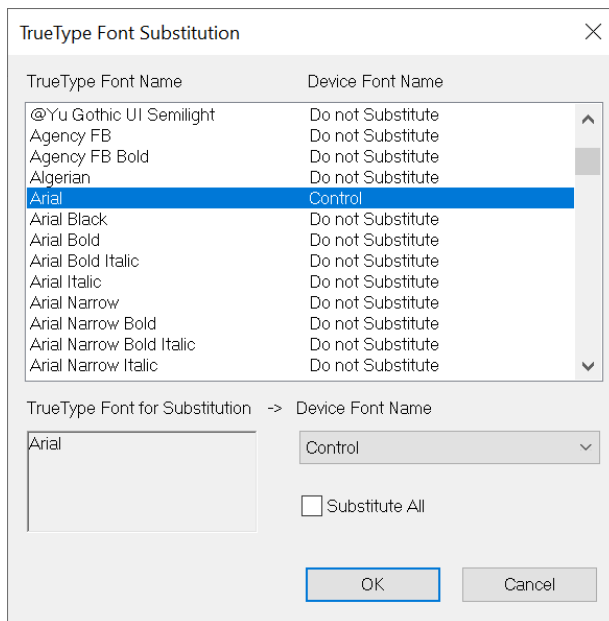 TrueType Font Substitution
TrueType Font Name Device Font Name
@Yu Gothic UI Semilight Do not Substitute
Agency FB Do not Substitute
Agency FB Bold Do not Substitute
Algerian Do not Substitute
Arial Control
Arial Black Do not Substitute
Arial Bold Do not Substitute
Arial Bold Italic Do not Substitute
Arial Italic Do not Substitute
Arial Narrow Do not Substitute
Arial Narrow Bold Do not Substitute
Arial Narrow Bold Italic Do not Substitute
Arial Narrow Italic Do not Substitute
TrueType Font for Substitution -> Device Font Name
Arial Control
Substitute All
OK Cancel